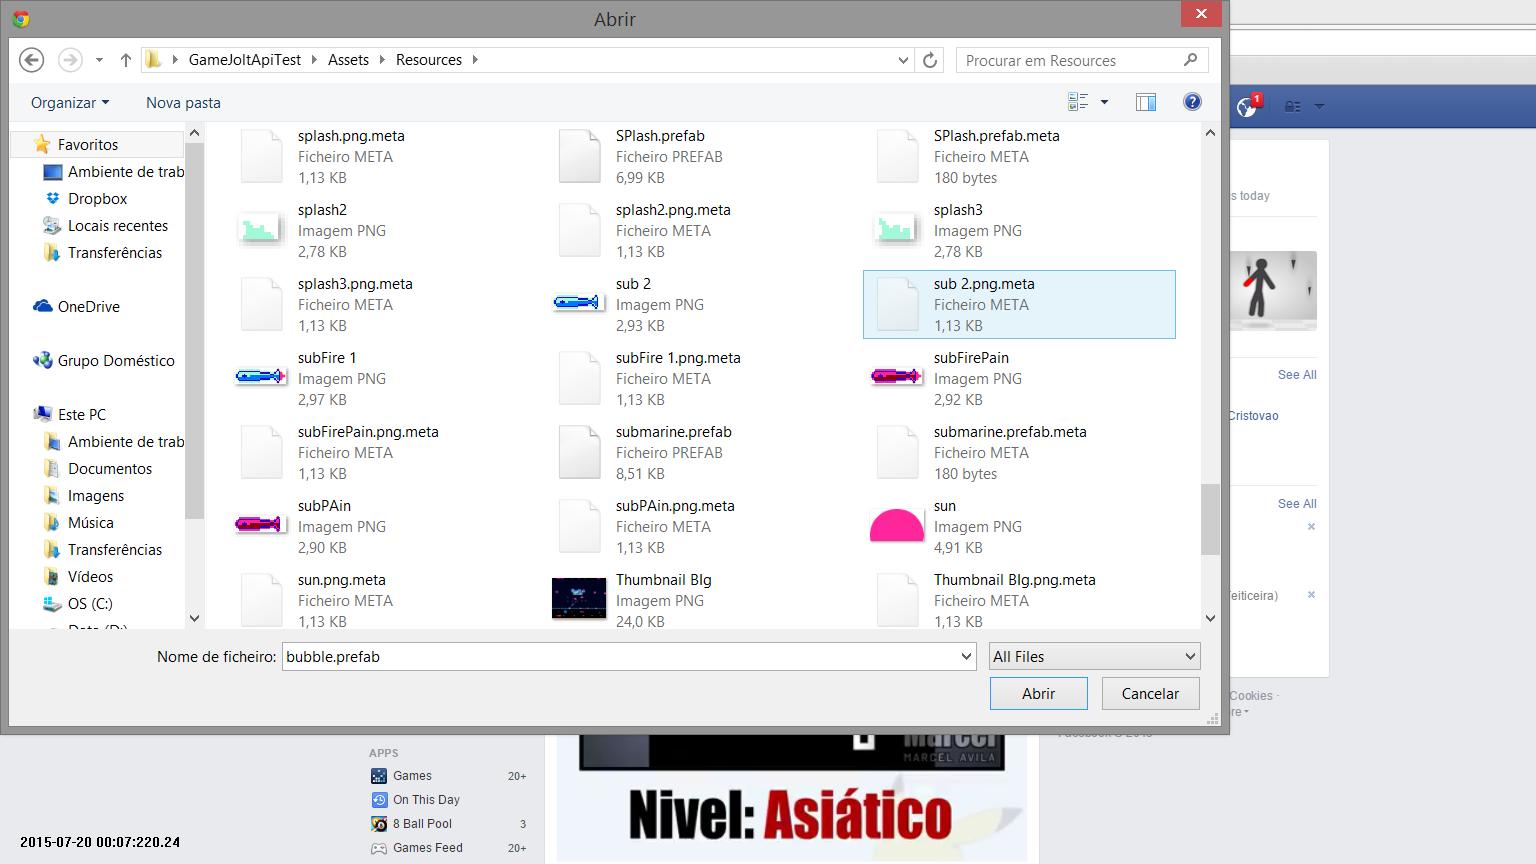 Abrir
GameJoltApiTest
Assets
Resources
Procurar em Resources
Organizar
Nova pasta
1
Favoritos
Ambiente de trab
Dropbox
Locais recentes
Transferências
OneDrive
Grupo Doméstico
Este PC
Ambiente de trab
Documentos
Imagens
Música
Transferências
Vídeos
OS (C:)
splash.png.meta
Ficheiro META
1,13 KB
SPlash.prefab
Ficheiro PREFAB
6,99 KB
SPlash.prefab.meta
Ficheiro META
180 bytes
splash2
Imagem PNG
2,78 KB
splash2.png.meta
Ficheiro META
1,13 KB
splash3
Imagem PNG
2,78 KB
splash3.png.meta
Ficheiro META
1,13 KB
sub 2
Imagem PNG
2,93 KB
sub 2.png.meta
Ficheiro META
1,13 KB
subFire 1
Imagem PNG
2,97 KB
subFire 1.png.meta
Ficheiro META
1,13 KB
subFirePain
Imagem PNG
2,92 KB
subFirePain.png.meta
Ficheiro META
1,13 KB
submarine.prefab
Ficheiro PREFAB
8,51 KB
submarine.prefab.meta
Ficheiro META
180 bytes
subPAin
Imagem PNG
2,90 KB
subPAin.png.meta
Ficheiro META
1,13 KB
sun
Imagem PNG
4,91 KB
sun.png.meta
Ficheiro META
1,13 KB
Thumbnail BIg
Imagem PNG
24,0 KB
Thumbnail BIg.png.meta
Ficheiro META
1,13 KB
Nome de ficheiro:
bubble.prefab
All Files
Abrir
Cancelar
s today
See All
Cristovao
See All
eiticeira)
Cookies ·
re
APPS
Games 20+
On This Day
8 Ball Pool 3
Games Feed 20+
Marcel
MARCEL AVILA
Nivel: Asiático
2015-07-20 00:07:220.24